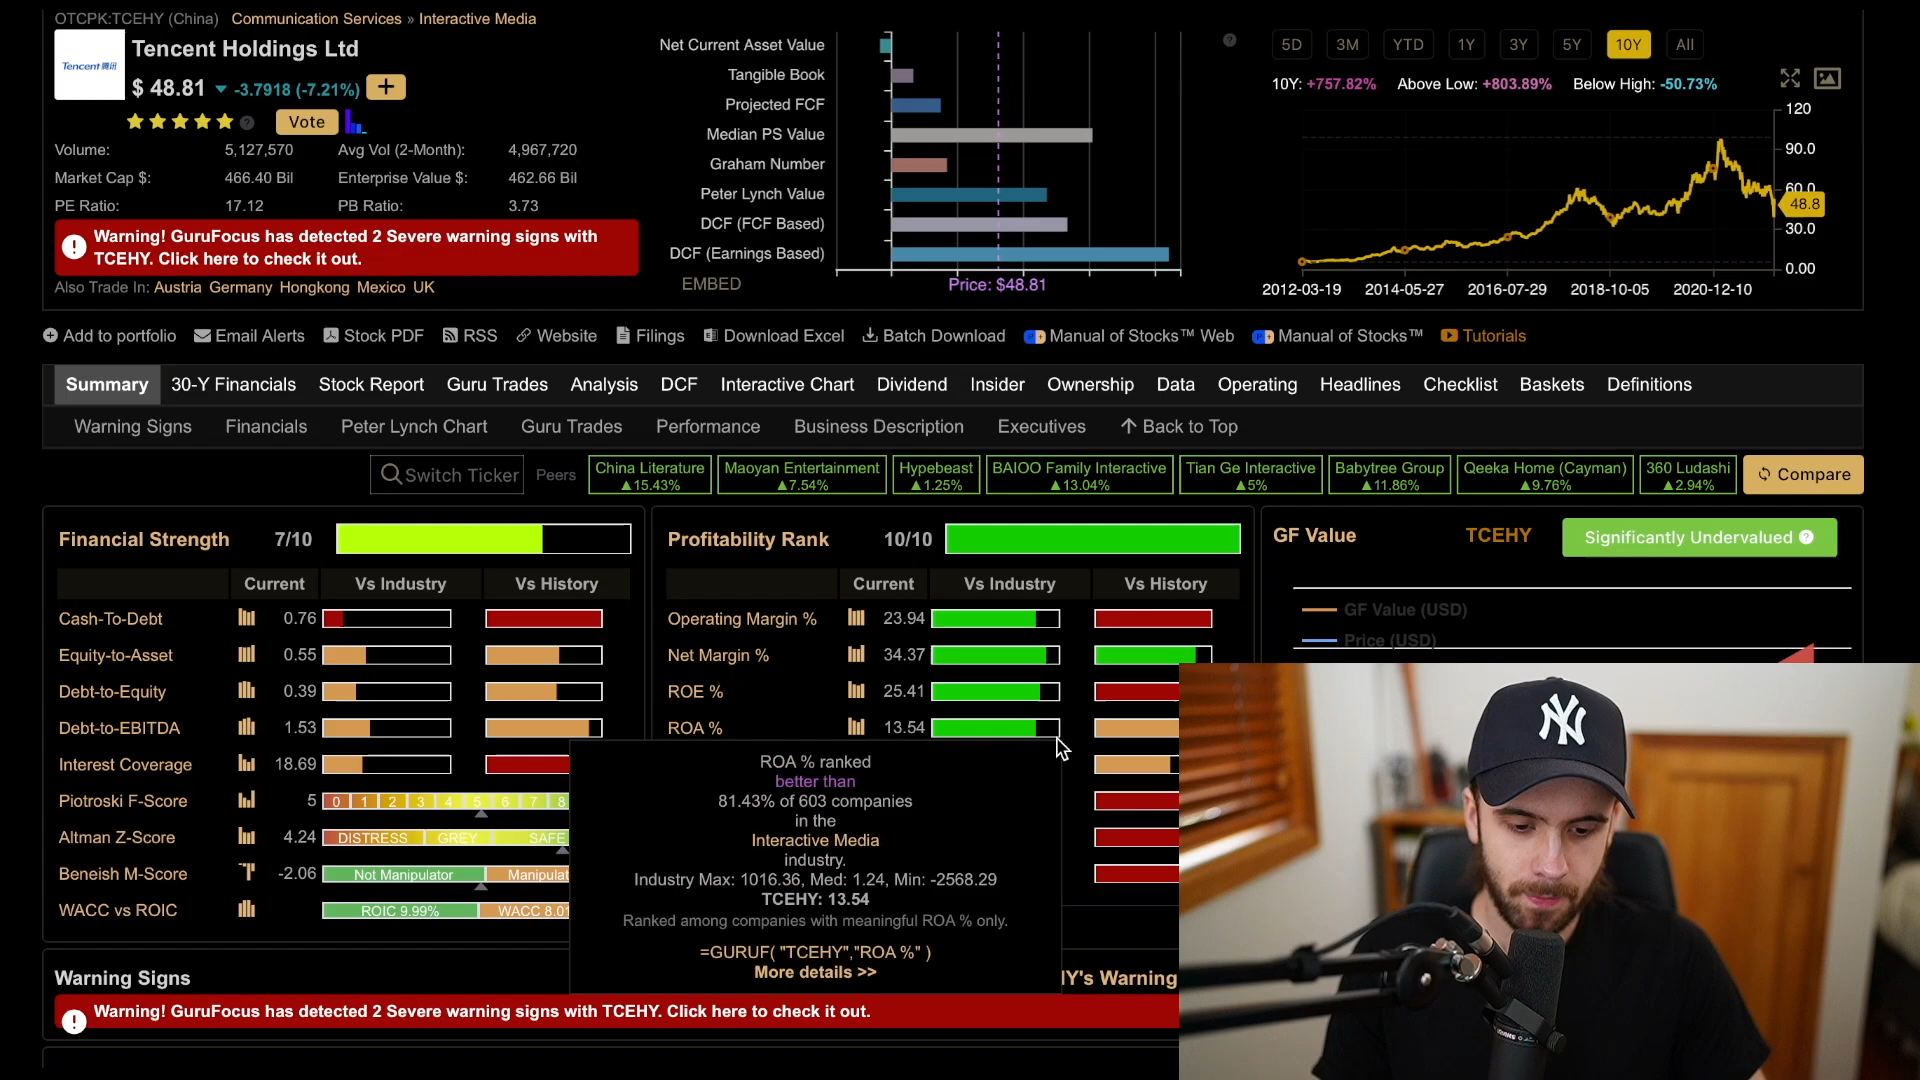 OTCPK:TCEHY (China) Communication Services » Interactive Media
Tencent 腾讯
Tencent Holdings Ltd
$ 48.81 -3.7918 (-7.21%) +
Vote
Volume: 5,127,570 Avg Vol (2-Month): 4,967,720
Market Cap $: 466.40 Bil Enterprise Value $: 462.66 Bil
PE Ratio: 17.12 PB Ratio: 3.73
Warning! GuruFocus has detected 2 Severe warning signs with
TCEHY. Click here to check it out.
Also Trade In: Austria Germany Hongkong Mexico UK
Net Current Asset Value
Tangible Book
Projected FCF
Median PS Value
Graham Number
Peter Lynch Value
DCF (FCF Based)
DCF (Earnings Based)
EMBED
Price: $48.81
5D 3M YTD 1Y 3Y 5Y 10Y All
10Y: +757.82% Above Low: +803.89% Below High: -50.73%
120
90.0
60.0
48.8
30.0
0.00
2012-03-19 2014-05-27 2016-07-29 2018-10-05 2020-12-10
Add to portfolio Email Alerts Stock PDF RSS Website Filings Download Excel Batch Download Manual of Stocks™ Web Manual of Stocks™ Tutorials
Summary 30-Y Financials Stock Report Guru Trades Analysis DCF Interactive Chart Dividend Insider Ownership Data Operating Headlines Checklist Baskets Definitions
Warning Signs Financials Peter Lynch Chart Guru Trades Performance Business Description Executives Back to Top
Switch Ticker Peers
China Literature ▲15.43%
Maoyan Entertainment ▲7.54%
Hypebeast ▲1.25%
BAIOO Family Interactive ▲13.04%
Tian Ge Interactive ▲5%
Babytree Group ▲11.86%
Qeeka Home (Cayman) ▲9.76%
360 Ludashi ▲2.94%
Compare
Financial Strength 7/10
Current Vs Industry Vs History
Cash-To-Debt 0.76
Equity-to-Asset 0.55
Debt-to-Equity 0.39
Debt-to-EBITDA 1.53
Interest Coverage 18.69
Piotroski F-Score 5 0 1 2 3 4 5 6 7 8
Altman Z-Score 4.24 DISTRESS GREY SAFE
Beneish M-Score -2.06 Not Manipulator Manipulat
WACC vs ROIC ROIC 9.99% WACC 8.01
Profitability Rank 10/10
Current Vs Industry Vs History
Operating Margin % 23.94
Net Margin % 34.37
ROE % 25.41
ROA % 13.54
ROA % ranked
better than
81.43% of 603 companies
in the
Interactive Media
industry.
Industry Max: 1016.36, Med: 1.24, Min: -2568.29
TCEHY: 13.54
Ranked among companies with meaningful ROA % only.
=GURUF( "TCEHY","ROA %" )
More details >>
GF Value TCEHY Significantly Undervalued
GF Value (USD)
Price (USD)
NY
Warning Signs
HY's Warning
Warning! GuruFocus has detected 2 Severe warning signs with TCEHY. Click here to check it out.